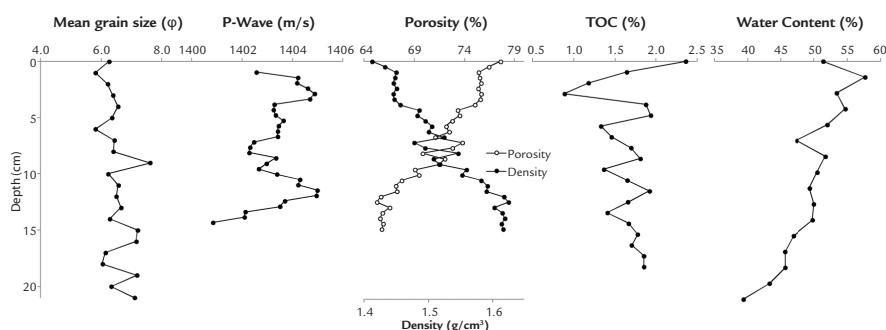 Mean grain size (φ) P-Wave (m/s) Porosity (%) TOC (%) Water Content (%)
4.0 6.0 8.0 1400 1402 1404 1406 64 69 74 79 0.5 1.0 1.5 2.0 2.5 35 40 45 50 55 60
0
5
Porosity
Density
Depth (cm)
10
15
20
1.4 1.5 1.6
Density (g/cm³)